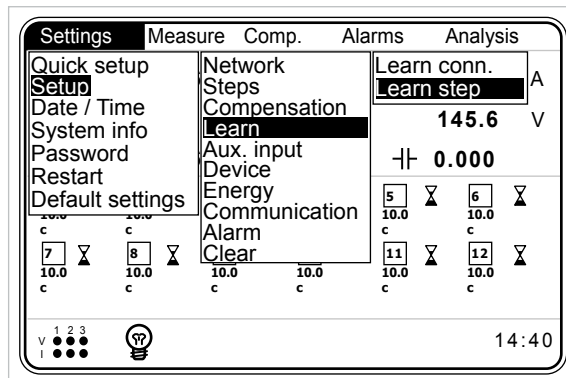 Settings Measure Comp. Alarms Analysis
Quick setup
Setup
Date / Time
System info
Password
Restart
Default settings
Network
Steps
Compensation
Learn
Aux. input
Device
Energy
Communication
Alarm
Clear
Learn conn.
Learn step
A
145.6 V
0.000
5 6
10.0 10.0
c c c c
7 8 11 12
10.0 10.0 10.0 10.0 10.0 10.0
c c c c c c
1 2 3
V
I
14:40